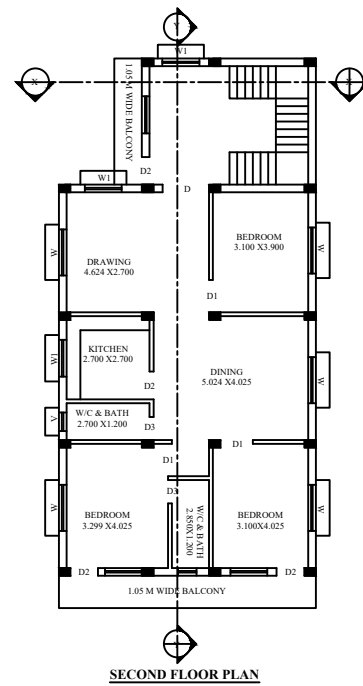 Y
W1
X
X
1.05 M WIDE BALCONY
D2
D
W1
BEDROOM
3.100 X3.900
W
W
DRAWING
4.624 X2.700
D1
KITCHEN
2.700 X2.700
W1
DINING
5.024 X4.025
W
D2
W/C & BATH
2.700 X1.200
V
D3
D1
D1
D3
W/C & BATH
2.850X1.200
BEDROOM
3.299 X4.025
BEDROOM
3.100X4.025
W
W
D2
D2
1.05 M WIDE BALCONY
Y
SECOND FLOOR PLAN